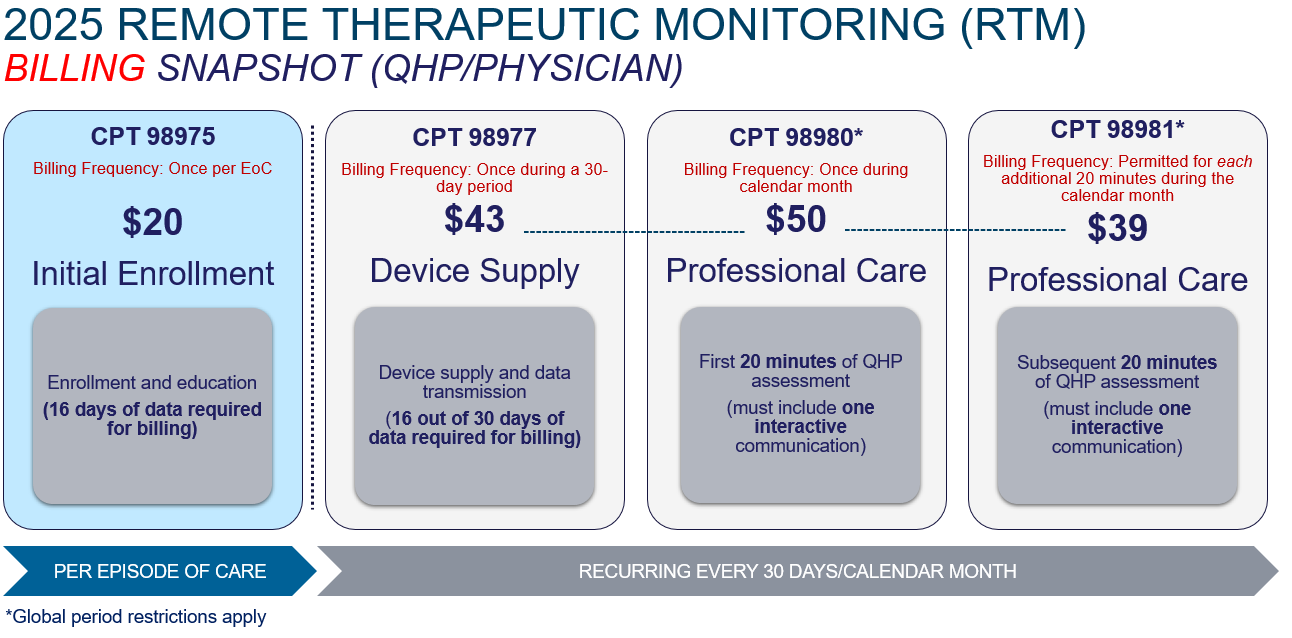 2025 REMOTE THERAPEUTIC MONITORING (RTM)
BILLING SNAPSHOT (QHP/PHYSICIAN)
CPT 98975
Billing Frequency: Once per EoC
$20
Initial Enrollment
Enrollment and education
(16 days of data required
for billing)
CPT 98977
Billing Frequency: Once during a 30-
day period
$43
Device Supply
Device supply and data
transmission
(16 out of 30 days of
data required for billing)
CPT 98980*
Billing Frequency: Once during
calendar month
$50
Professional Care
First 20 minutes of QHP
assessment
(must include one
interactive
communication)
CPT 98981*
Billing Frequency: Permitted for each
additional 20 minutes during the
calendar month
$39
Professional Care
Subsequent 20 minutes
of QHP assessment
(must include one
interactive
communication)
PER EPISODE OF CARE
RECURRING EVERY 30 DAYS/CALENDAR MONTH
*Global period restrictions apply